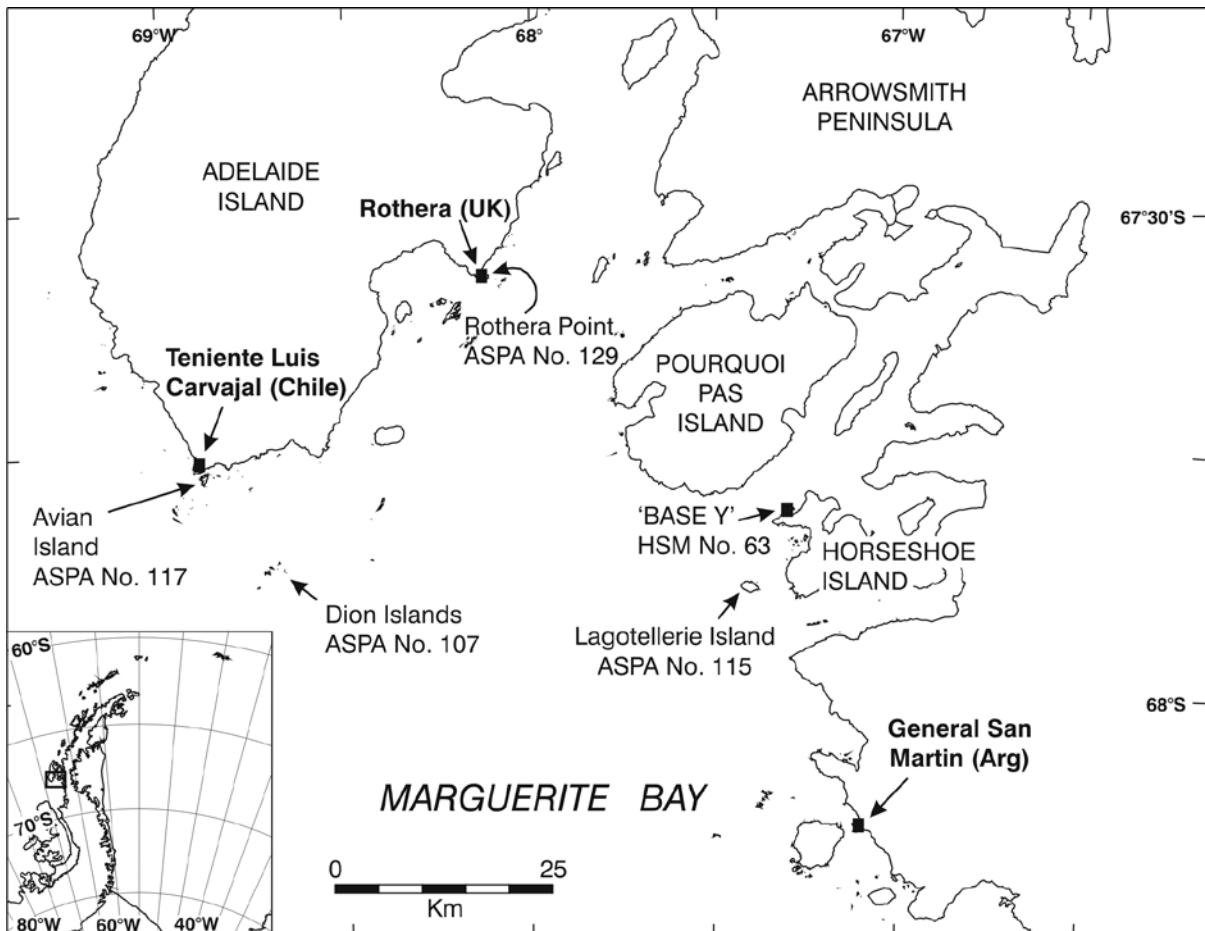 69°W
68°
67°W
ARROWSMITH
PENINSULA
ADELAIDE
ISLAND
Rothera (UK)
67°30'S
Rothera Point
ASPA No. 129
Teniente Luis
Carvajal (Chile)
POURQUOI
PAS
ISLAND
Avian
Island
ASPA No. 117
'BASE Y'
HSM No. 63
HORSESHOE
ISLAND
Dion Islands
ASPA No. 107
Lagotellerie Island
ASPA No. 115
60°S
68°S
General San
Martin (Arg)
MARGUERITE BAY
70°S
0
25
Km
80°W
60°W
40°W